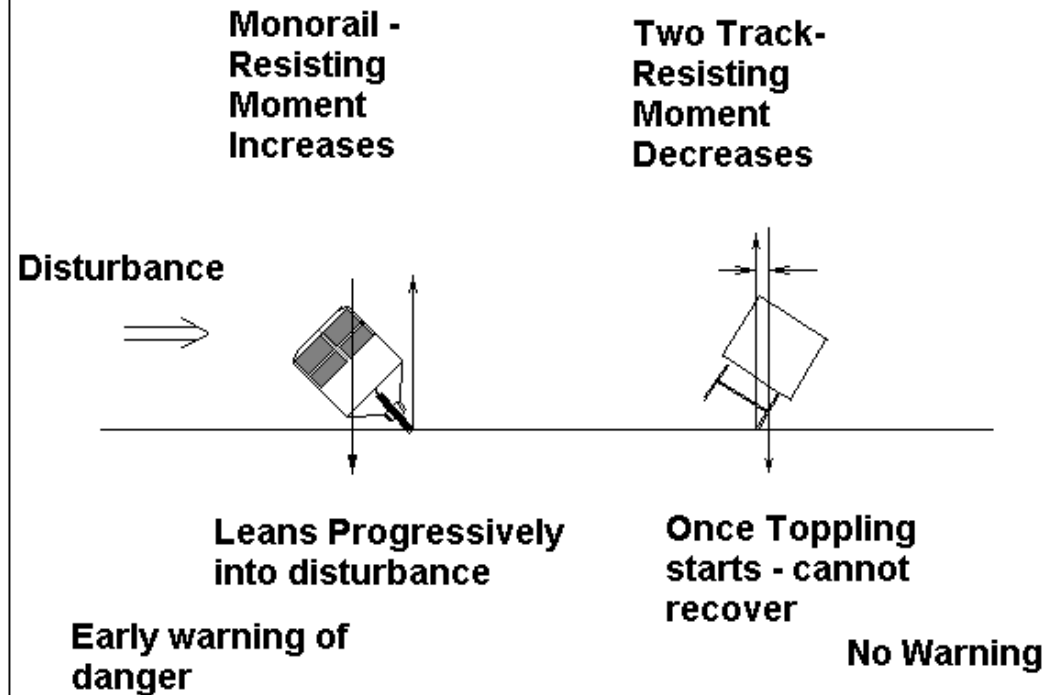 Monorail -
Resisting
Moment
Increases
Two Track-
Resisting
Moment
Decreases
Disturbance
Leans Progressively
into disturbance
Once Toppling
starts - cannot
recover
Early warning of
danger
No Warning